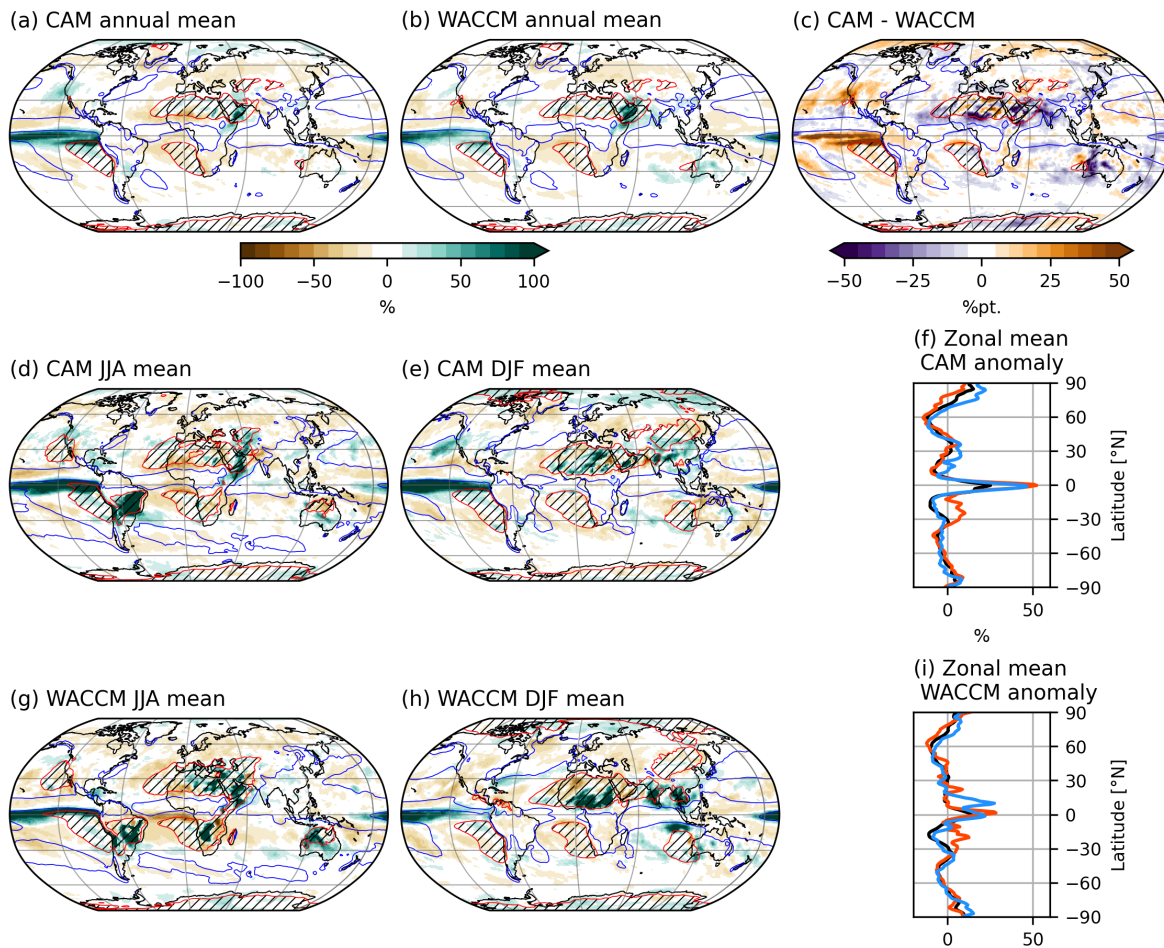 (a) CAM annual mean
(b) WACCM annual mean
(c) CAM - WACCM
−100 −50 0 50 100
%
−50 −25 0 25 50
%pt.
(d) CAM JJA mean
(e) CAM DJF mean
(f) Zonal mean
CAM anomaly
90
60
30
0
−30
−60
−90
Latitude [°N]
0 50
%
(g) WACCM JJA mean
(h) WACCM DJF mean
(i) Zonal mean
WACCM anomaly
90
60
30
0
−30
−60
−90
Latitude [°N]
0 50
%